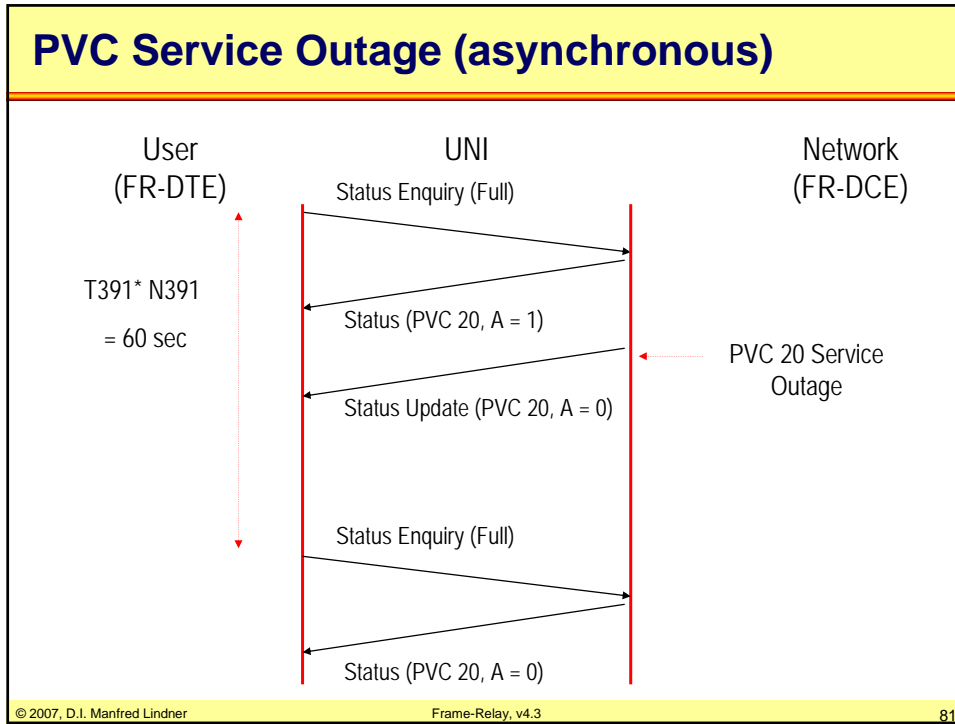 PVC Service Outage (asynchronous)
User
(FR-DTE)
UNI
Network
(FR-DCE)
Status Enquiry (Full)
T391* N391
= 60 sec
Status (PVC 20, A = 1)
PVC 20 Service
Outage
Status Update (PVC 20, A = 0)
Status Enquiry (Full)
Status (PVC 20, A = 0)
© 2007, D.I. Manfred Lindner
Frame-Relay, v4.3
81